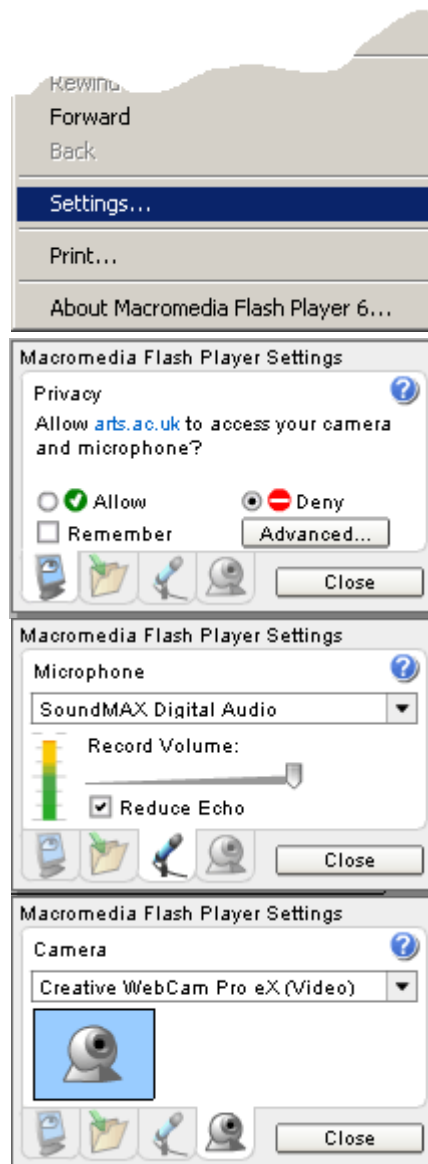 Rewind
Forward
Back
Settings...
Print...
About Macromedia Flash Player 6...
Macromedia Flash Player Settings
Privacy
Allow arts.ac.uk to access your camera
and microphone?
Allow Deny
Remember Advanced...
Close
Macromedia Flash Player Settings
Microphone
SoundMAX Digital Audio
Record Volume:
Reduce Echo
Close
Macromedia Flash Player Settings
Camera
Creative WebCam Pro eX (Video)
Close